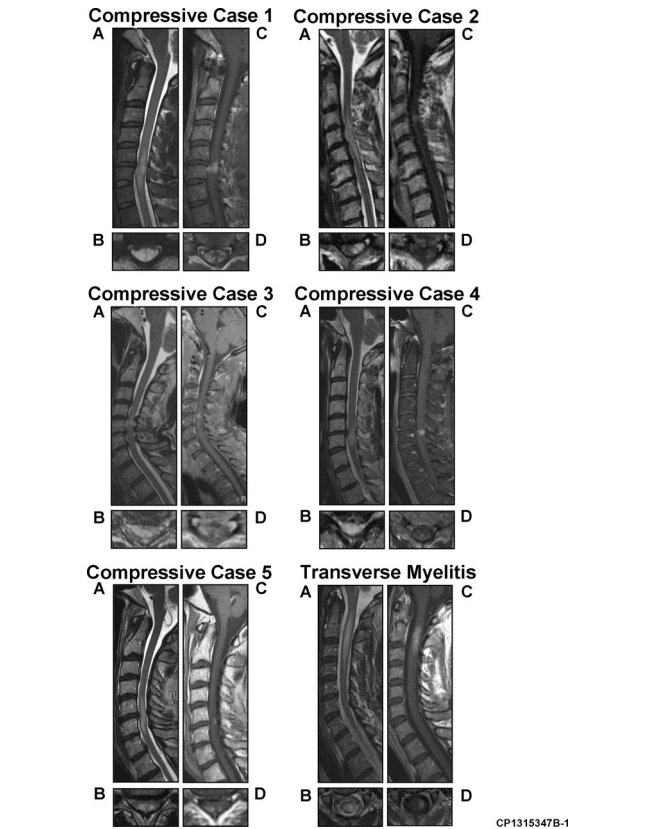 Compressive Case 1
A
C
B
D
Compressive Case 2
A
C
B
D
Compressive Case 3
A
C
R
B
D
Compressive Case 4
A
C
B
D
Compressive Case 5
A
C
B
D
Transverse Myelitis
A
C
B
D
CP1315347B-1